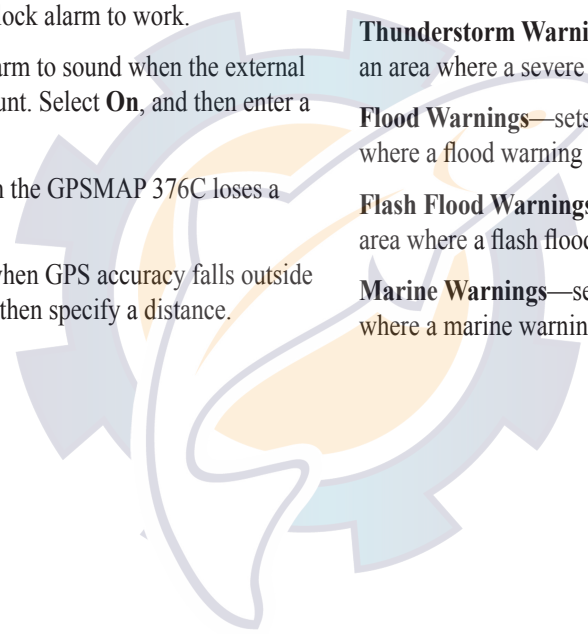 lock alarm to work.
arm to sound when the external
unt. Select On, and then enter a
n the GPSMAP 376C loses a
when GPS accuracy falls outside
then specify a distance.
Thunderstorm Warni
an area where a severe
Flood Warnings—sets
where a flood warning
Flash Flood Warnings
area where a flash flood
Marine Warnings—se
where a marine warnin